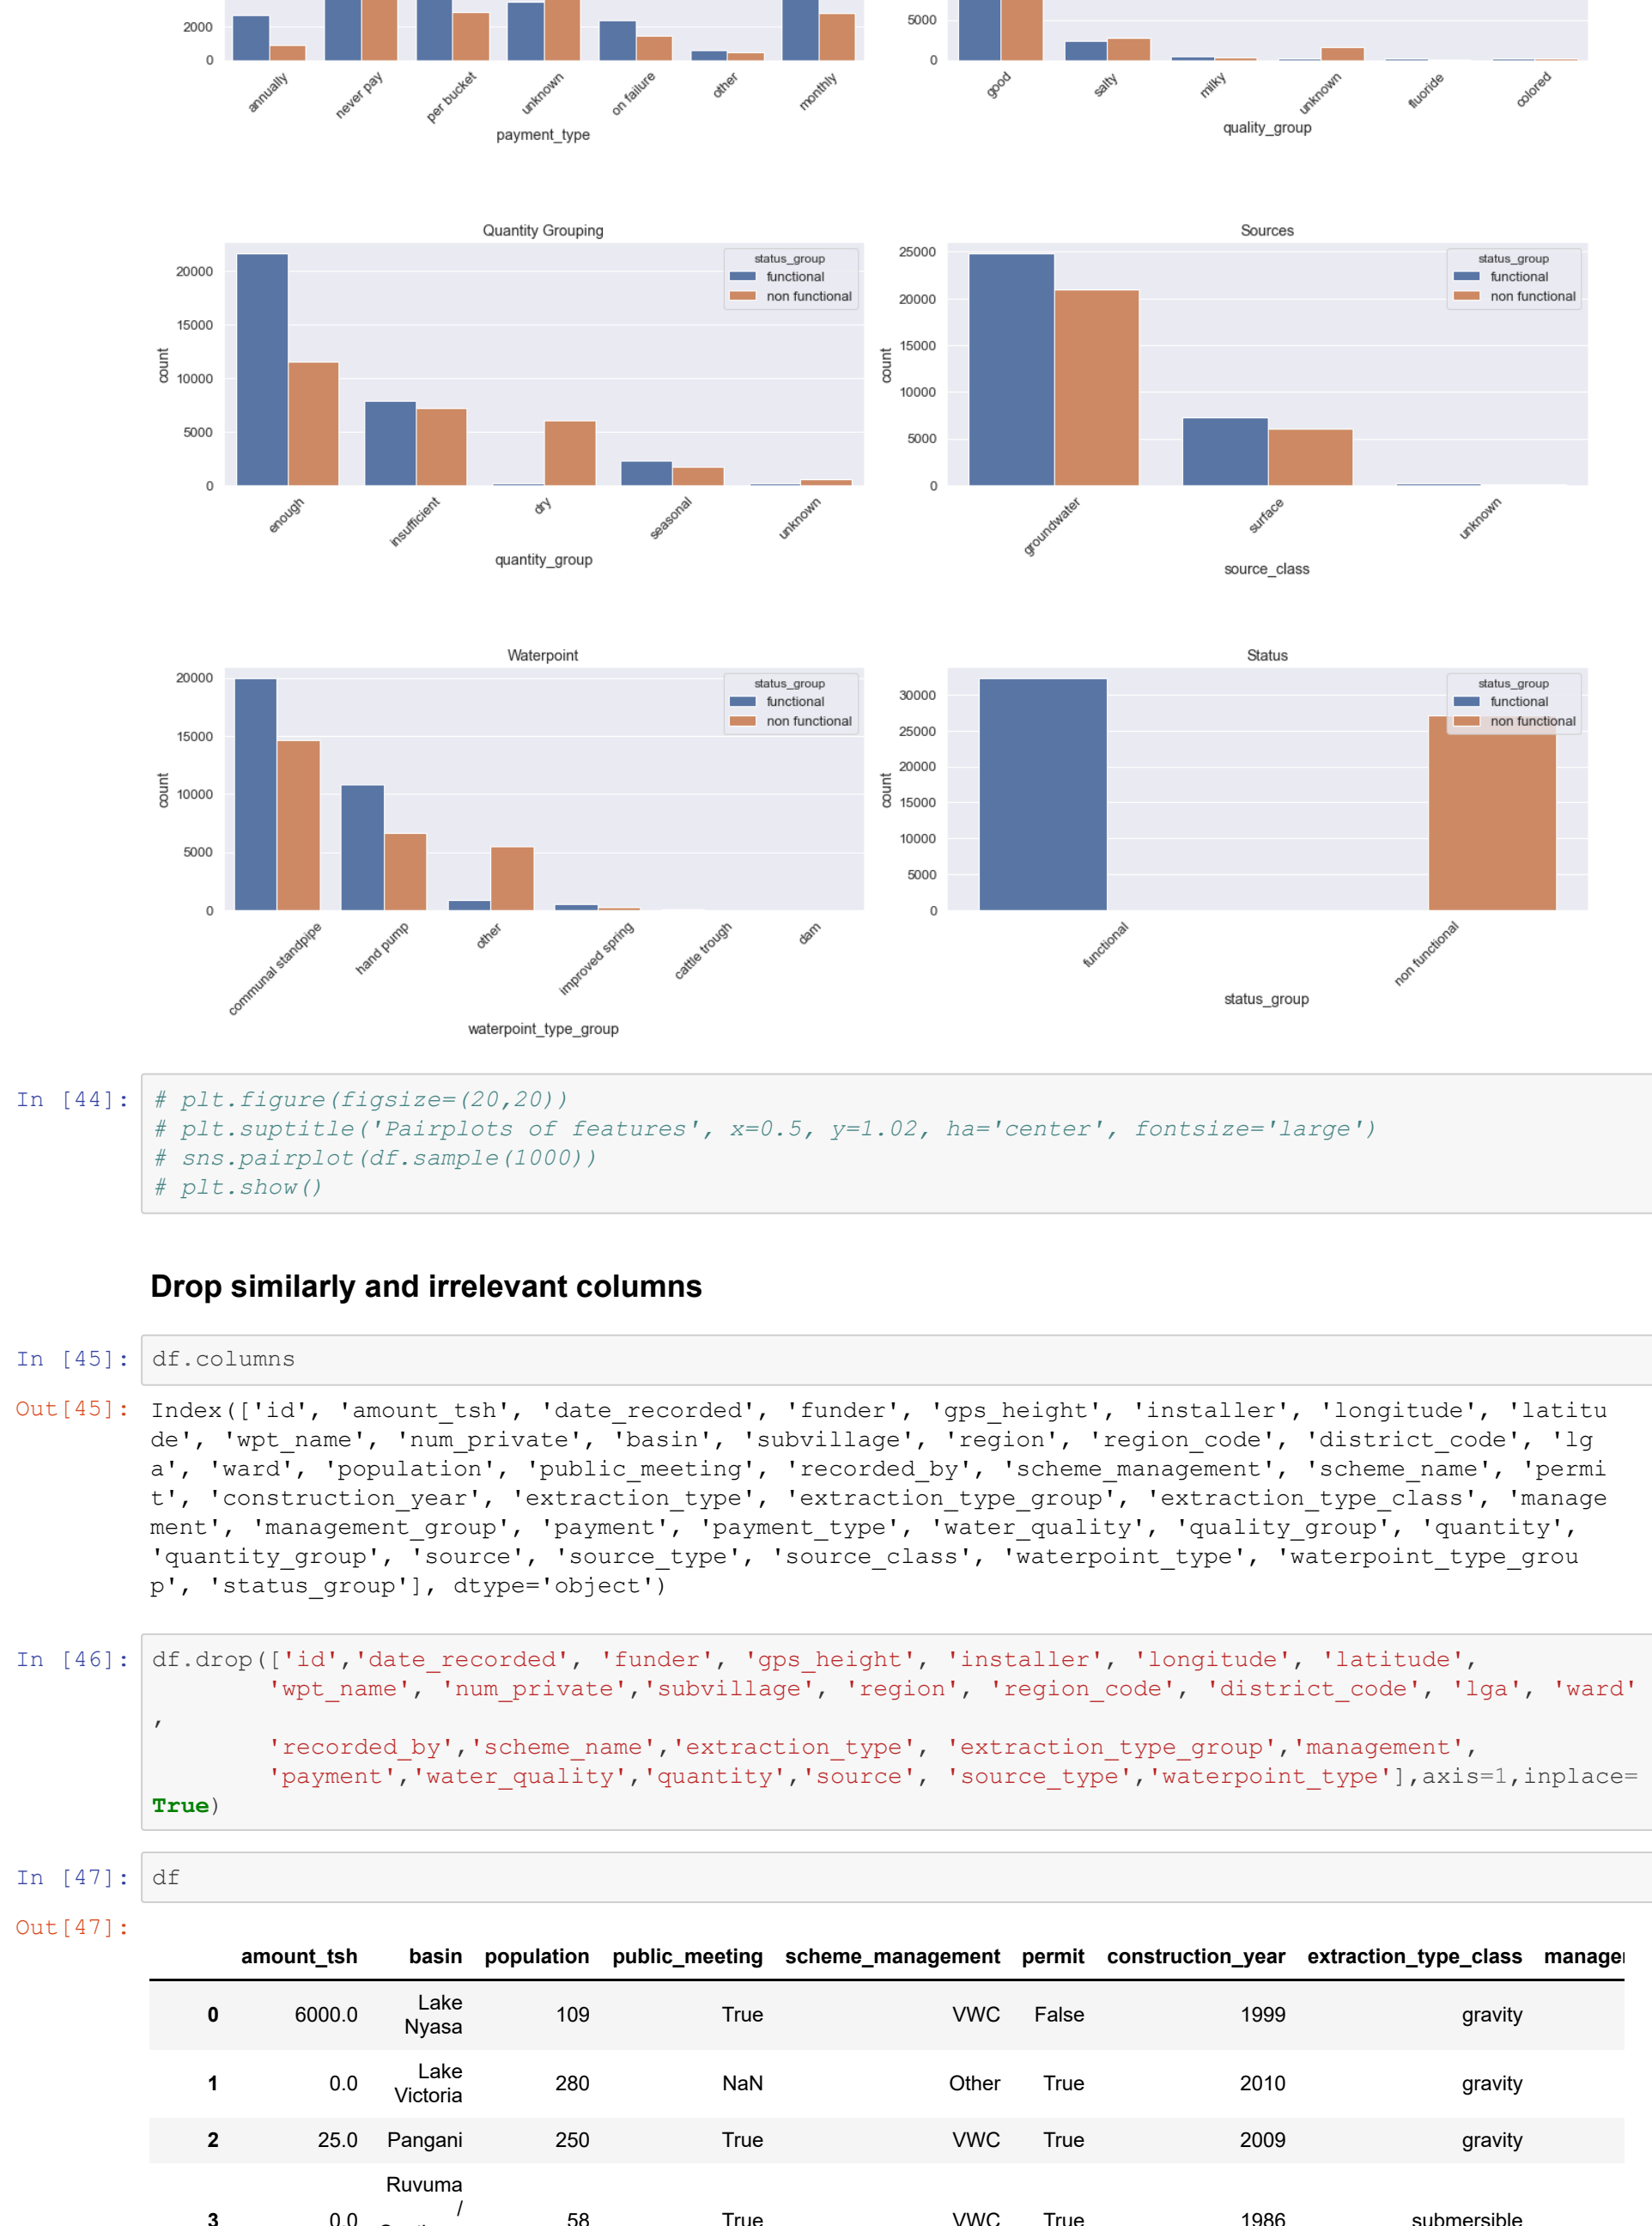 2000
0
annually
never pay
per bucket
unknown
on failure
other
monthly
payment_type
5000
0
good
salty
milky
unknown
fluoride
colored
quality_group
Quantity Grouping
status_group
functional
non functional
20000
15000
10000
5000
0
count
enough
insufficient
dry
seasonal
unknown
quantity_group
Sources
status_group
functional
non functional
25000
20000
15000
10000
5000
0
count
groundwater
surface
unknown
source_class
Waterpoint
status_group
functional
non functional
20000
15000
10000
5000
0
count
communal standpipe
hand pump
other
improved spring
cattle trough
dam
waterpoint_type_group
Status
status_group
functional
non functional
30000
25000
20000
15000
10000
5000
0
count
functional
non functional
status_group
In [44]: # plt.figure(figsize=(20,20))
# plt.suptitle('Pairplots of features', x=0.5, y=1.02, ha='center', fontsize='large')
# sns.pairplot(df.sample(1000))
# plt.show()
Drop similarly and irrelevant columns
In [45]: df.columns
Out[45]: Index(['id', 'amount_tsh', 'date_recorded', 'funder', 'gps_height', 'installer', 'longitude', 'latitu
de', 'wpt_name', 'num_private', 'basin', 'subvillage', 'region', 'region_code', 'district_code', 'lg
a', 'ward', 'population', 'public_meeting', 'recorded_by', 'scheme_management', 'scheme_name', 'permi
t', 'construction_year', 'extraction_type', 'extraction_type_group', 'extraction_type_class', 'manage
ment', 'management_group', 'payment', 'payment_type', 'water_quality', 'quality_group', 'quantity',
'quantity_group', 'source', 'source_type', 'source_class', 'waterpoint_type', 'waterpoint_type_grou
p', 'status_group'], dtype='object')
In [46]: df.drop(['id','date_recorded', 'funder', 'gps_height', 'installer', 'longitude', 'latitude',
'wpt_name', 'num_private','subvillage', 'region', 'region_code', 'district_code', 'lga', 'ward'
,
'recorded_by','scheme_name','extraction_type', 'extraction_type_group','management',
'payment','water_quality','quantity','source', 'source_type','waterpoint_type'],axis=1,inplace=
True)
In [47]: df
Out[47]:
amount_tsh basin population public_meeting scheme_management permit construction_year extraction_type_class
0 6000.0 Lake Nyasa 109 True VWC False 1999 gravity
1 0.0 Lake Victoria 280 NaN Other True 2010 gravity
2 25.0 Pangani 250 True VWC True 2009 gravity
3 0.0 Ruvuma / 58 True VWC True 1986 submersible